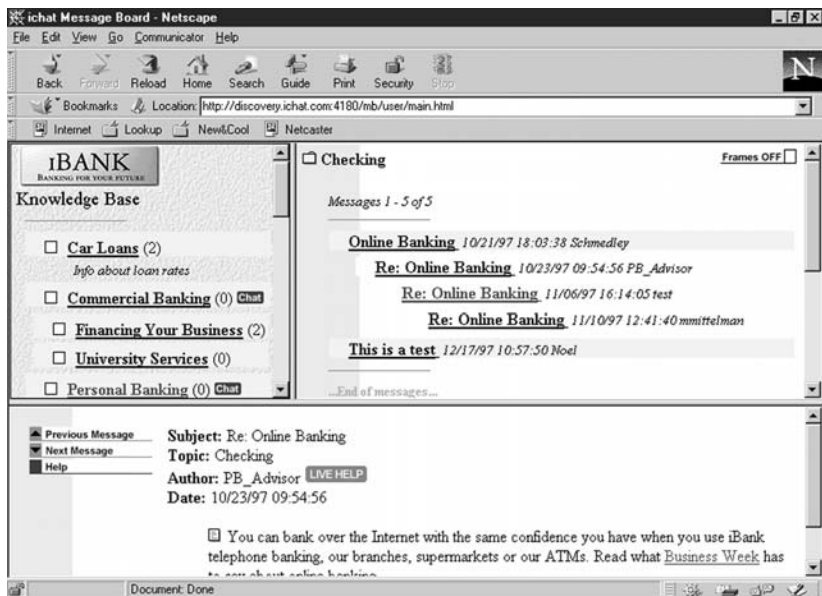 ichat Message Board - Netscape
File Edit View Go Communicator Help
Back Forward Reload Home Search Guide Print Security Stop
N
Bookmarks Location: http://discovery.ichat.com:4180/mb/user/main.html
Internet Lookup New&Cool Netcaster
iBANK
BANKING FOR YOUR FUTURE
Knowledge Base
Car Loans (2)
Info about loan rates
Commercial Banking (0) Chat
Financing Your Business (2)
University Services (0)
Personal Banking (0) Chat
Checking
Frames OFF
Messages 1 - 5 of 5
Online Banking 10/21/97 18:03:38 Schmedley
Re: Online Banking 10/23/97 09:54:56 PB_Advisor
Re: Online Banking 11/06/97 16:14:05 test
Re: Online Banking 11/10/97 12:41:40 mmittelman
This is a test 12/17/97 10:57:50 Noel
...End of messages...
Previous Message
Next Message
Help
Subject: Re: Online Banking
Topic: Checking
Author: PB_Advisor LIVE HELP
Date: 10/23/97 09:54:56
You can bank over the Internet with the same confidence you have when you use iBank
telephone banking, our branches, supermarkets or our ATMs. Read what Business Week has
to say about online banking
Document: Done